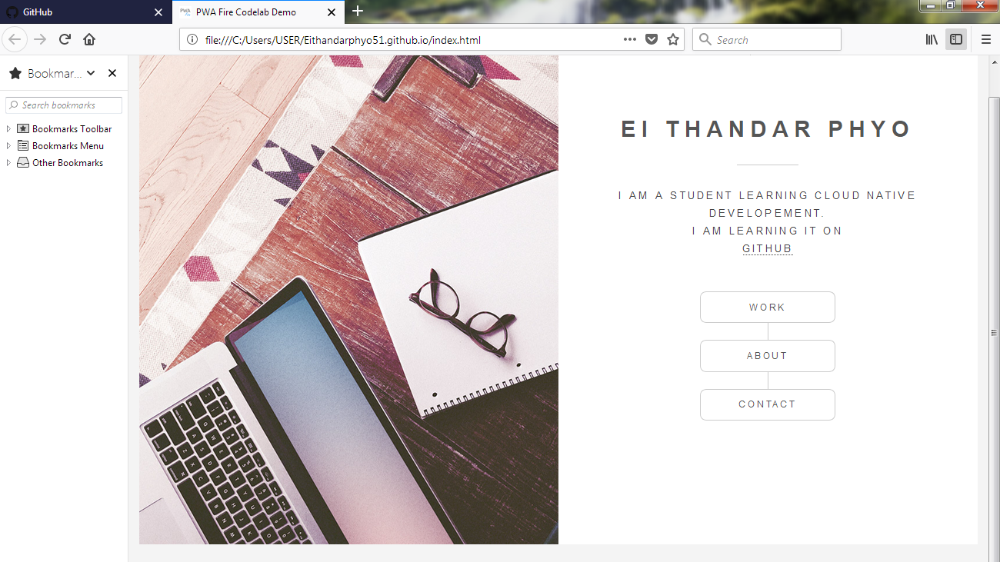 GitHub
PWA Fire Codelab Demo
file:///C:/Users/USER/Eithandarphyo51.github.io/index.html
Search
Bookmar...
Search bookmarks
Bookmarks Toolbar
Bookmarks Menu
Other Bookmarks
EI THANDAR PHYO
I AM A STUDENT LEARNING CLOUD NATIVE
DEVELOPEMENT.
I AM LEARNING IT ON
GITHUB
WORK
ABOUT
CONTACT